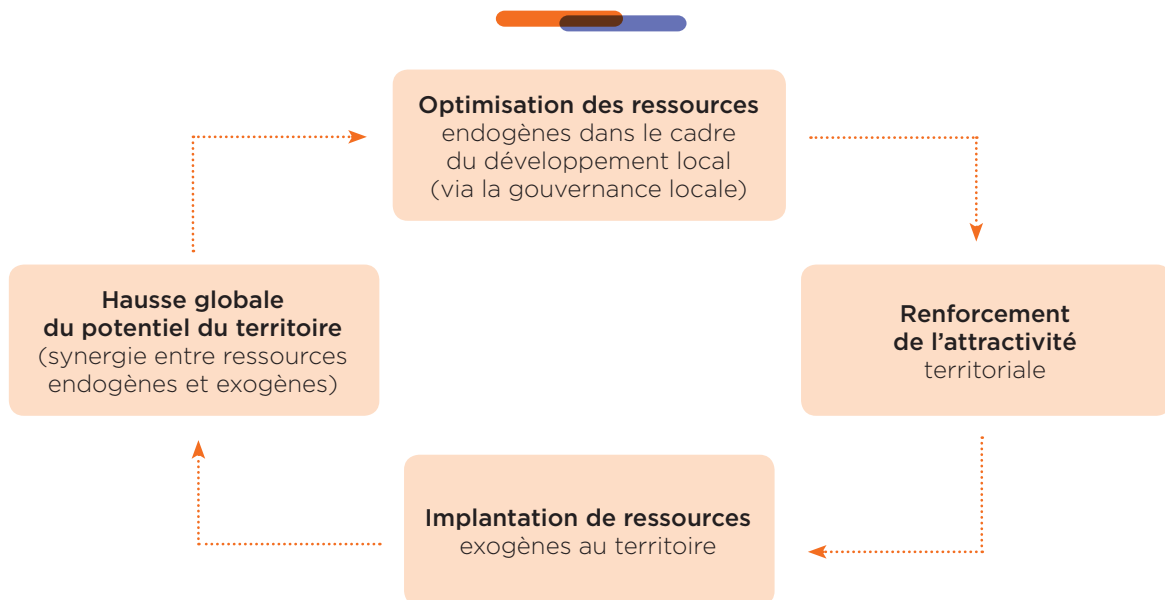 Optimisation des ressources
endogènes dans le cadre
du développement local
(via la gouvernance locale)
Hausse globale
du potentiel du territoire
(synergie entre ressources
endogènes et exogènes)
Renforcement
de l’attractivité
territoriale
Implantation de ressources
exogènes au territoire